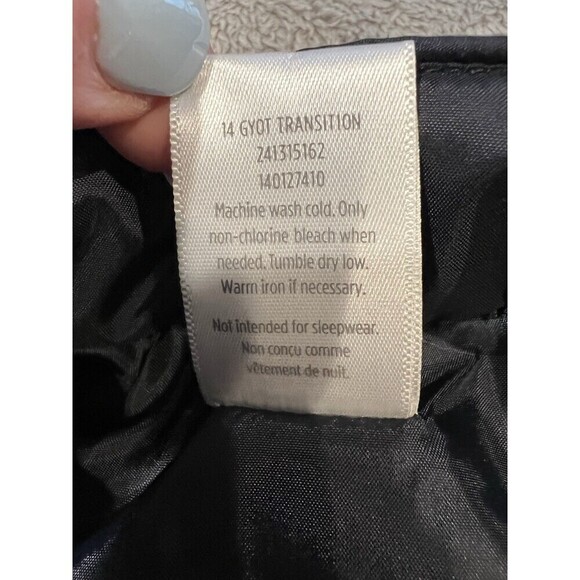 14 GYOT TRANSITION
241315162
140127410
Machine wash cold. Only
non-chlorine bleach when
needed. Tumble dry low.
Warm iron if necessary.
Not Intended for sleepwear.
Non conçu comme
vêtement de nuit.